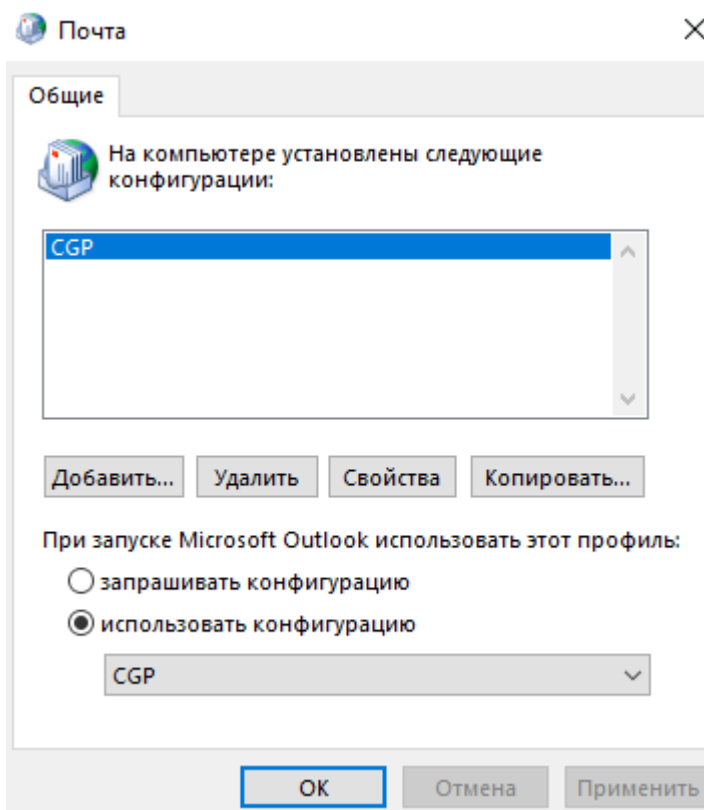 Почта
Общие
На компьютере установлены следующие
конфигурации:
CGP
Добавить...
Удалить
Свойства
Копировать...
При запуске Microsoft Outlook использовать этот профиль:
запрашивать конфигурацию
использовать конфигурацию
CGP
ОК
Отмена
Применить